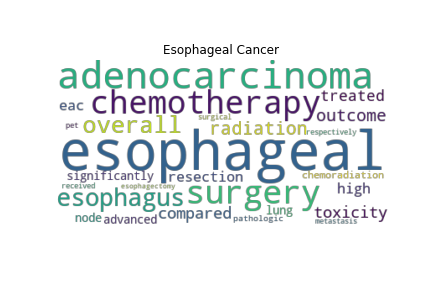 Esophageal Cancer
adenocarcinoma
eac chemotherapy treated
outcome
overall surgical radiation
pet respectively
esophageal
significantly resection chemoradiation
received esophagectomy surgery high
esophagus
node advanced compared pathologic lung toxicity
metastasis